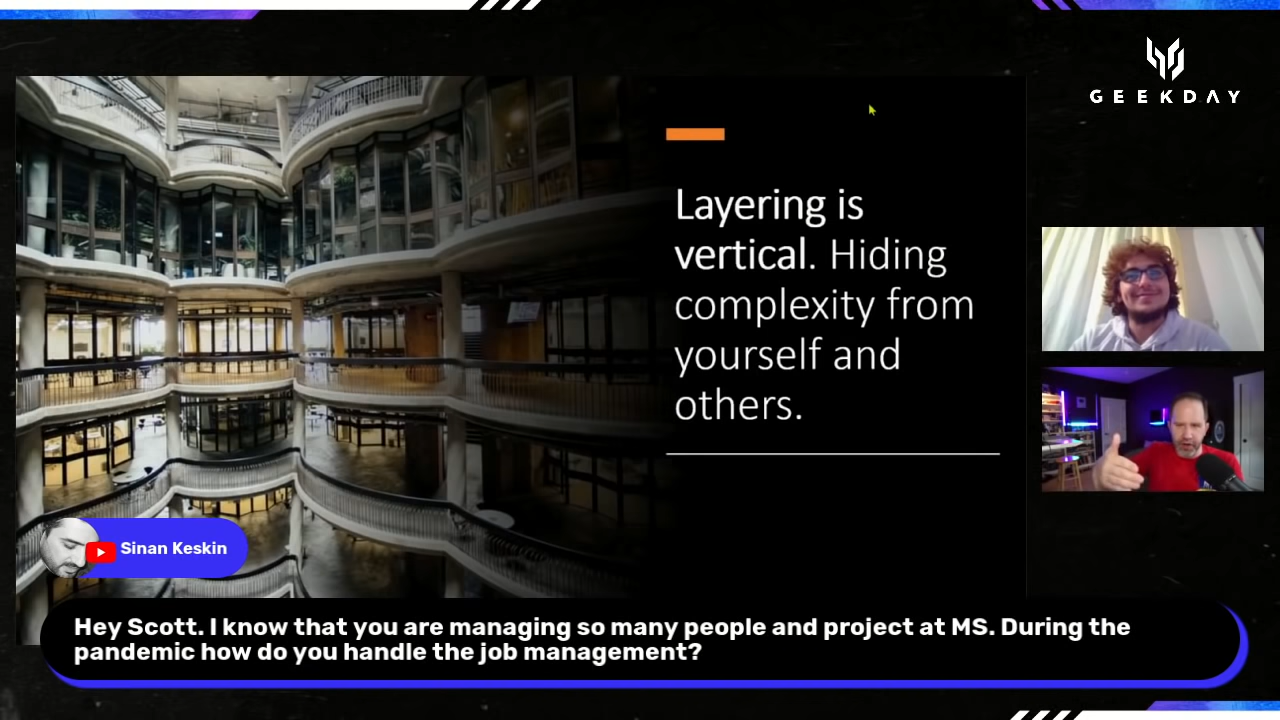 GEEKDAY
Layering is
vertical. Hiding
complexity from
yourself and
others.
Sinan Keskin
Hey Scott. I know that you are managing so many people and project at MS. During the
pandemic how do you handle the job management?